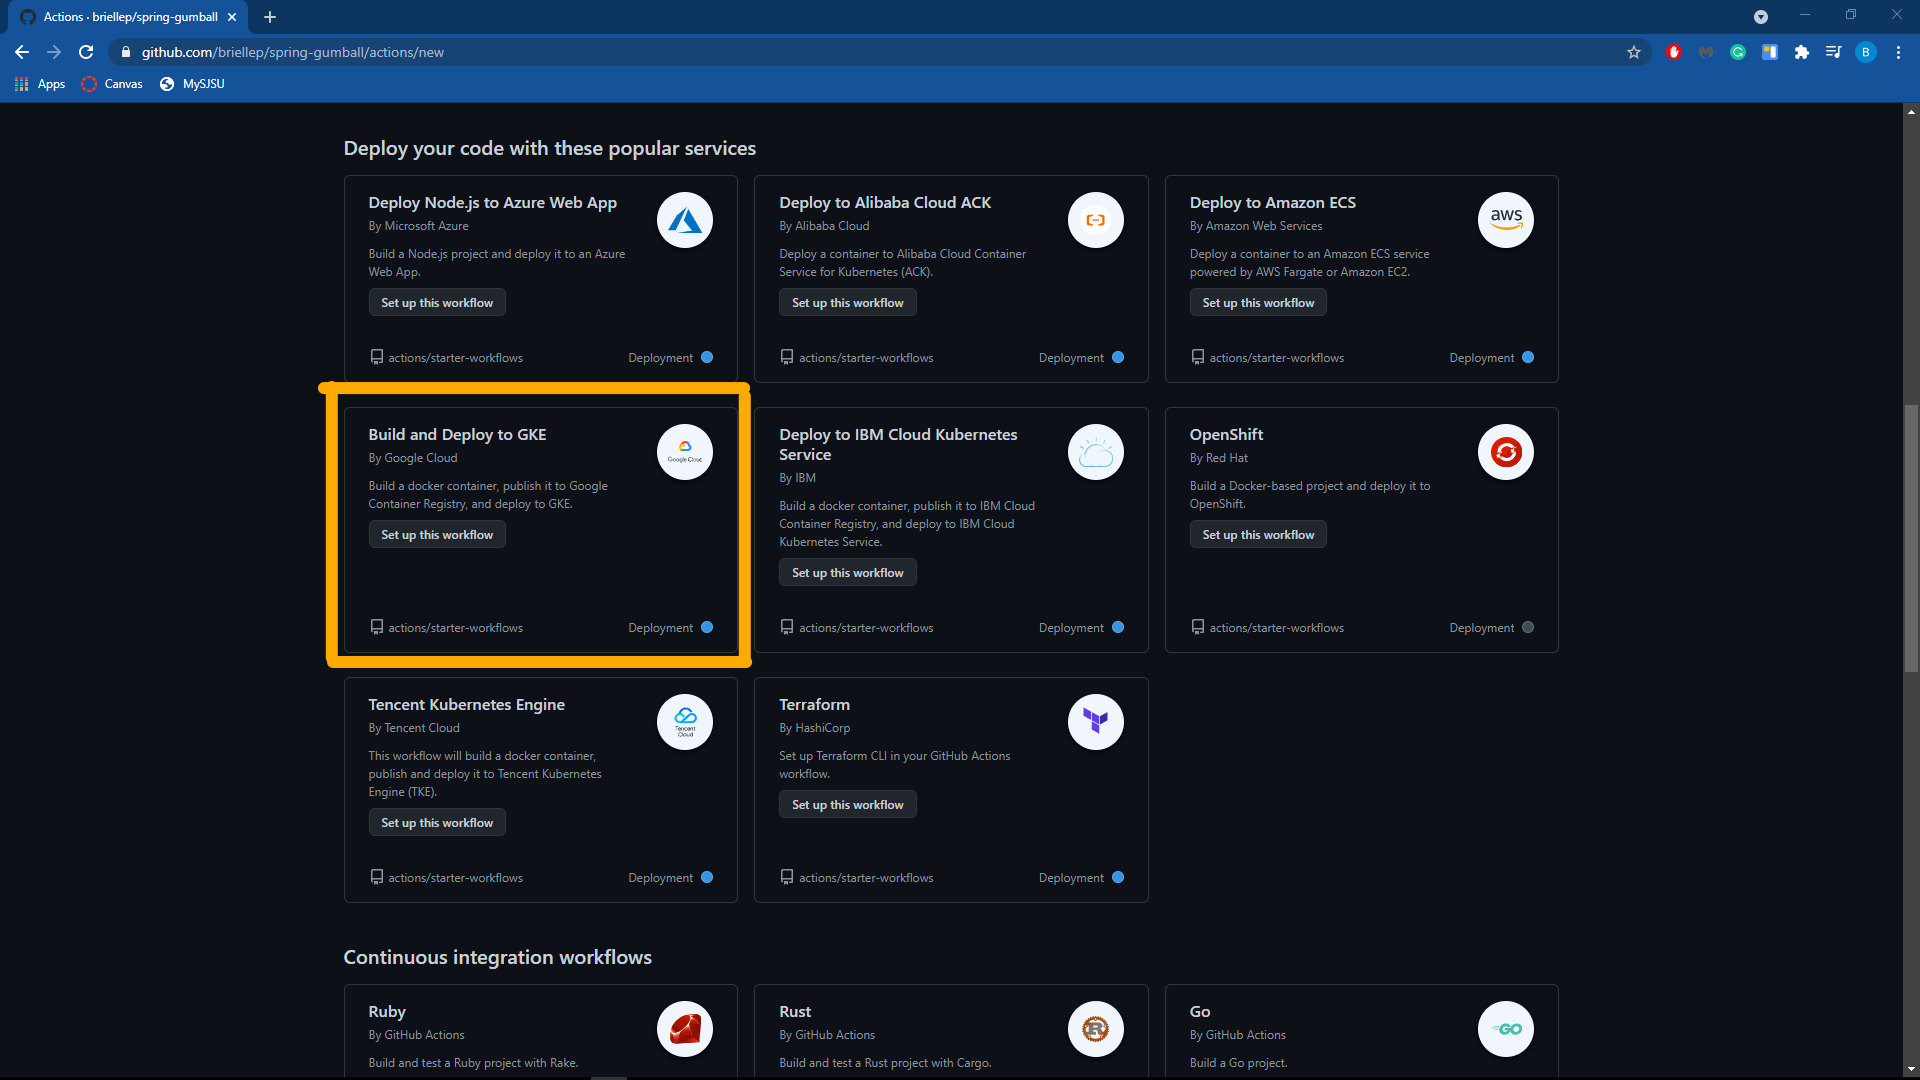 Actions · briellep/spring-gumball
github.com/briellep/spring-gumball/actions/new
B
Apps
Canvas
MySJSU
Deploy your code with these popular services
Deploy Node.js to Azure Web App
By Microsoft Azure
Build a Node.js project and deploy it to an Azure
Web App.
Set up this workflow
actions/starter-workflows
Deployment
Deploy to Alibaba Cloud ACK
By Alibaba Cloud
Deploy a container to Alibaba Cloud Container
Service for Kubernetes (ACK).
Set up this workflow
actions/starter-workflows
Deployment
Deploy to Amazon ECS
By Amazon Web Services
aws
Deploy a container to an Amazon ECS service
powered by AWS Fargate or Amazon EC2.
Set up this workflow
actions/starter-workflows
Deployment
Build and Deploy to GKE
By Google Cloud
Google Cloud
Build a docker container, publish it to Google
Container Registry, and deploy to GKE.
Set up this workflow
actions/starter-workflows
Deployment
Deploy to IBM Cloud Kubernetes
Service
By IBM
Build a docker container, publish it to IBM Cloud
Container Registry, and deploy to IBM Cloud
Kubernetes Service.
Set up this workflow
actions/starter-workflows
Deployment
OpenShift
By Red Hat
Build a Docker-based project and deploy it to
OpenShift.
Set up this workflow
actions/starter-workflows
Deployment
Tencent Kubernetes Engine
By Tencent Cloud
Tencent
Cloud
This workflow will build a docker container,
publish and deploy it to Tencent Kubernetes
Engine (TKE).
Set up this workflow
actions/starter-workflows
Deployment
Terraform
By HashiCorp
Set up Terraform CLI in your GitHub Actions
workflow.
Set up this workflow
actions/starter-workflows
Deployment
Continuous integration workflows
Ruby
By GitHub Actions
Build and test a Ruby project with Rake.
Rust
By GitHub Actions
R
Build and test a Rust project with Cargo.
Go
By GitHub Actions
GO
Build a Go project.